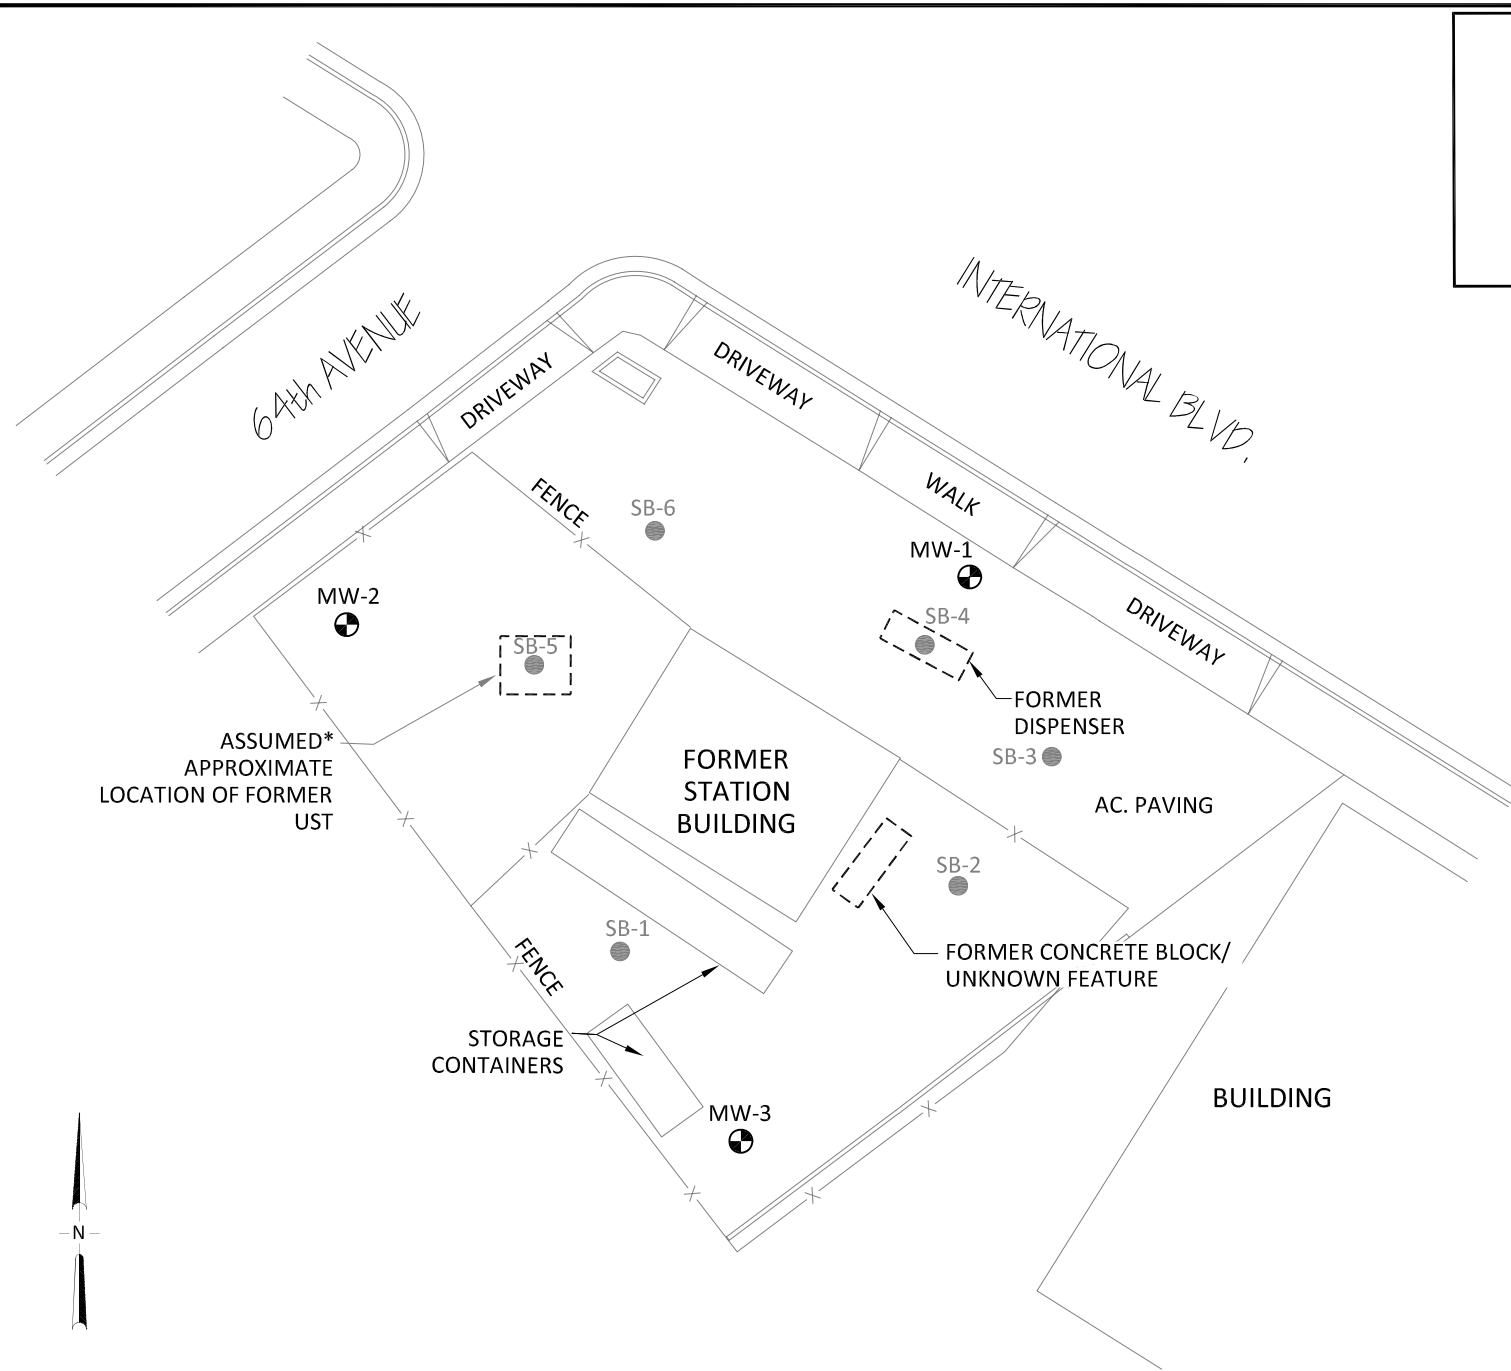 INTERNATIONAL BLVD.
64th AVENUE
DRIVEWAY
DRIVEWAY
WALK
DRIVEWAY
FENCE
SB-6
MW-1
MW-2
SB-4
SB-5
FORMER
DISPENSER
ASSUMED*
APPROXIMATE
LOCATION OF FORMER
UST
FORMER
STATION
BUILDING
SB-3
AC. PAVING
SB-2
SB-1
FENCE
FORMER CONCRETE BLOCK/
UNKNOWN FEATURE
STORAGE
CONTAINERS
MW-3
BUILDING
N